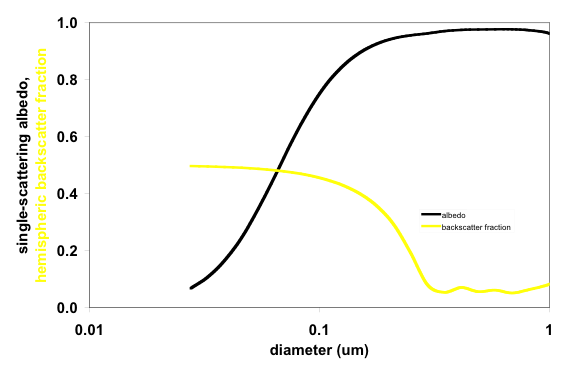 single-scattering albedo,
hemispheric backscatter fraction
1.0
0.8
0.6
0.4
0.2
0.0
albedo
backscatter fraction
0.01 0.1 1
diameter (um)